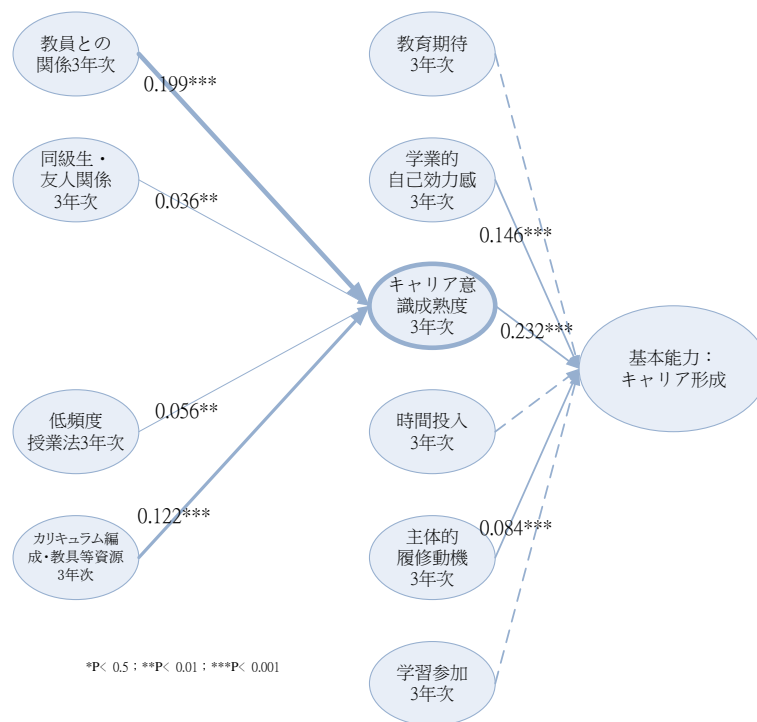 教員との
関係3年次
0.199***
同級生・
友人関係
3年次
0.036**
低頻度
授業法3年次
0.056**
カリキュラム編
成・教具等資源
3年次
0.122***
教育期待
3年次
学業的
自己効力感
3年次
0.146***
キャリア意
識成熟度
3年次
0.232***
時間投入
3年次
主体的
履修動機
3年次
0.084***
学習参加
3年次
基本能力：
キャリア形成
*P< 0.5；**P< 0.01；***P< 0.001